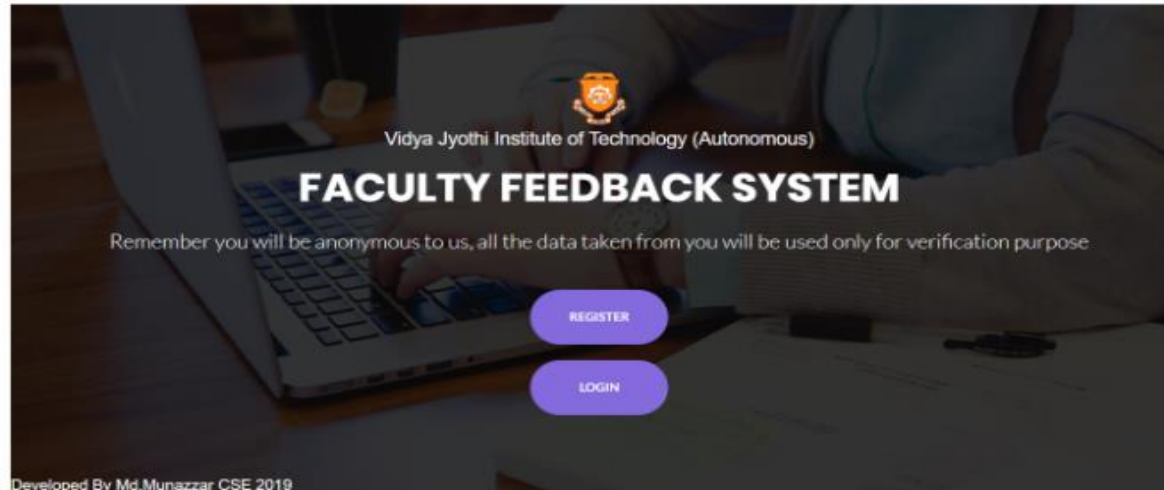 Vidya Jyothi Institute of Technology (Autonomous)
FACULTY FEEDBACK SYSTEM
Remember you will be anonymous to us, all the data taken from you will be used only for verification purpose
REGISTER
LOGIN
Developed By Md.Munazzar CSE 2019